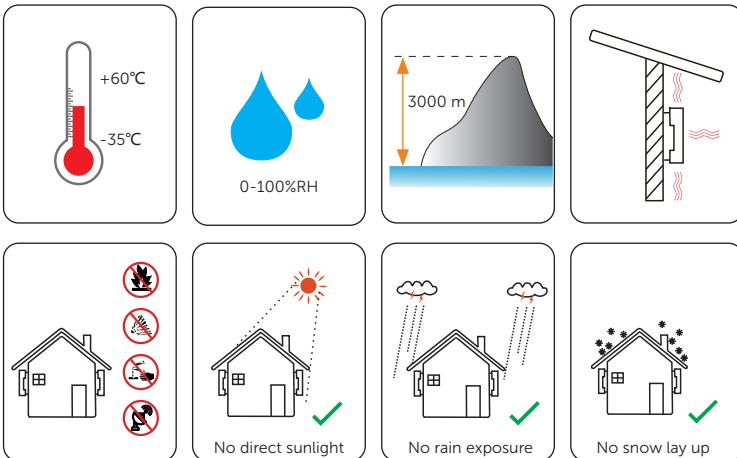 +60℃
-35℃
0-100%RH
3000 m
No direct sunlight
No rain exposure
No snow lay up